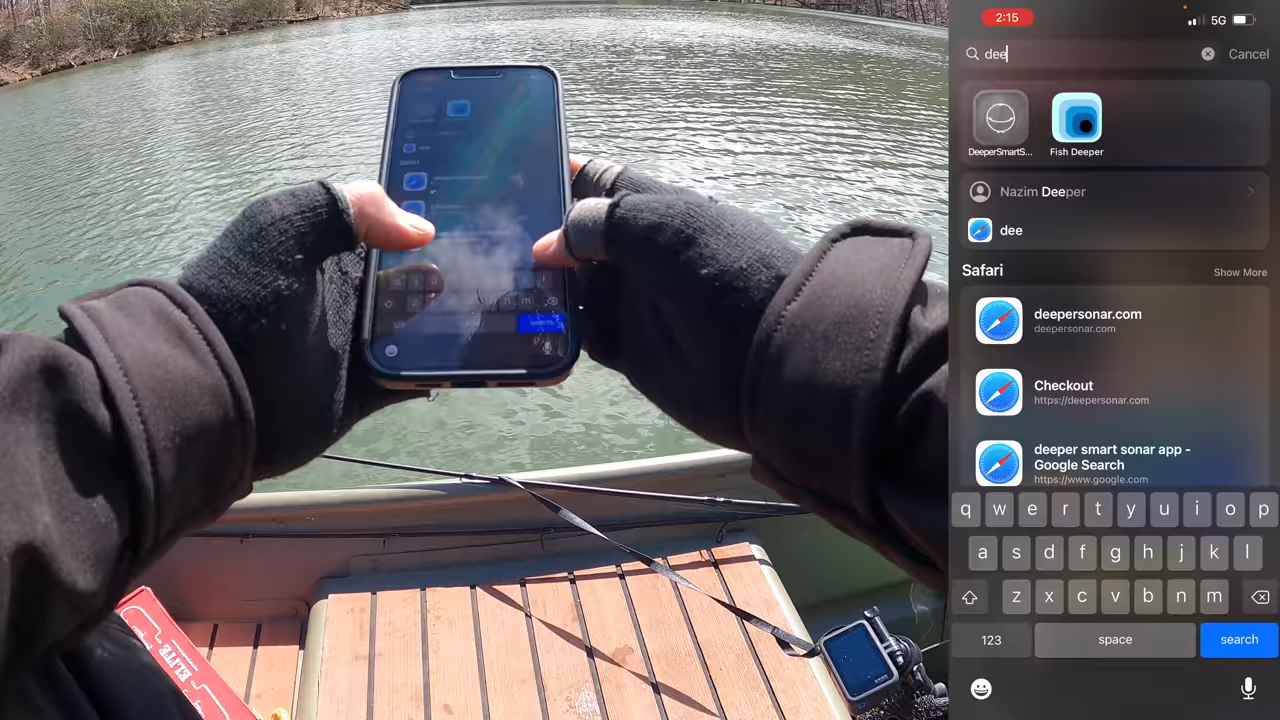 2:15
5G
dee
Cancel
DeeperSmartS...
Fish Deeper
Nazim Deeper
dee
Safari
Show More
deepersonar.com
deepersonar.com
Checkout
https://deepersonar.com
deeper smart sonar app -
Google Search
https://www.google.com
q w e r t y u i o p
a s d f g h j k l
z x c v b n m
123
space
search
ELITE